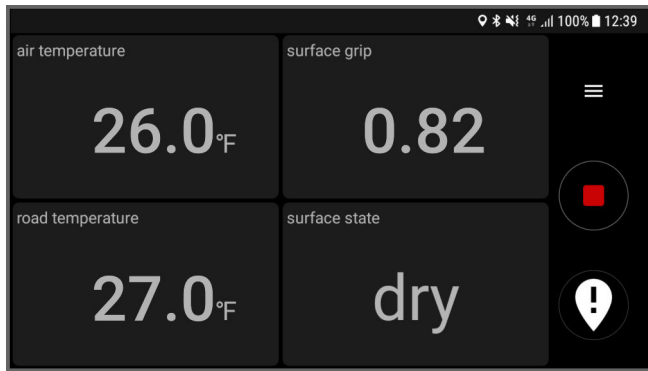 4G 100% 12:39
air temperature
26.0°F
surface grip
0.82
road temperature
27.0°F
surface state
dry
!